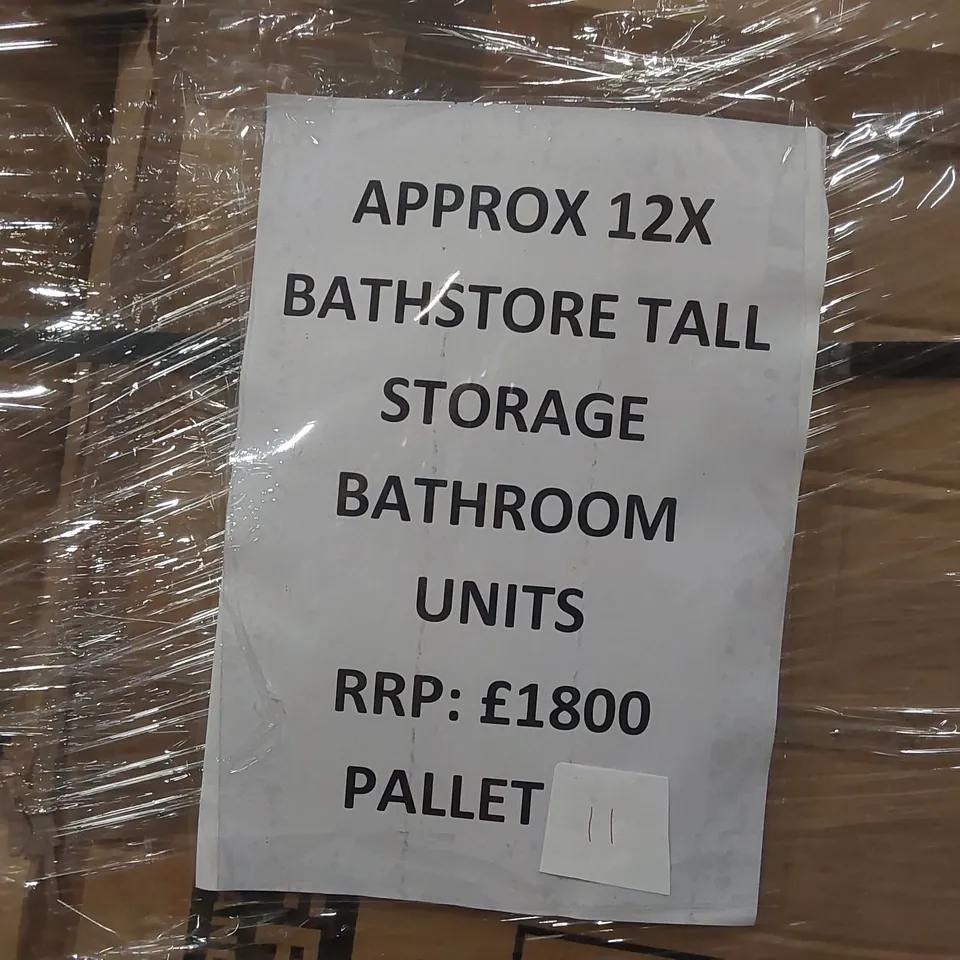 APPROX 12X
BATHSTORE TALL
STORAGE
BATHROOM
UNITS
RRP: £1800
PALLET 11